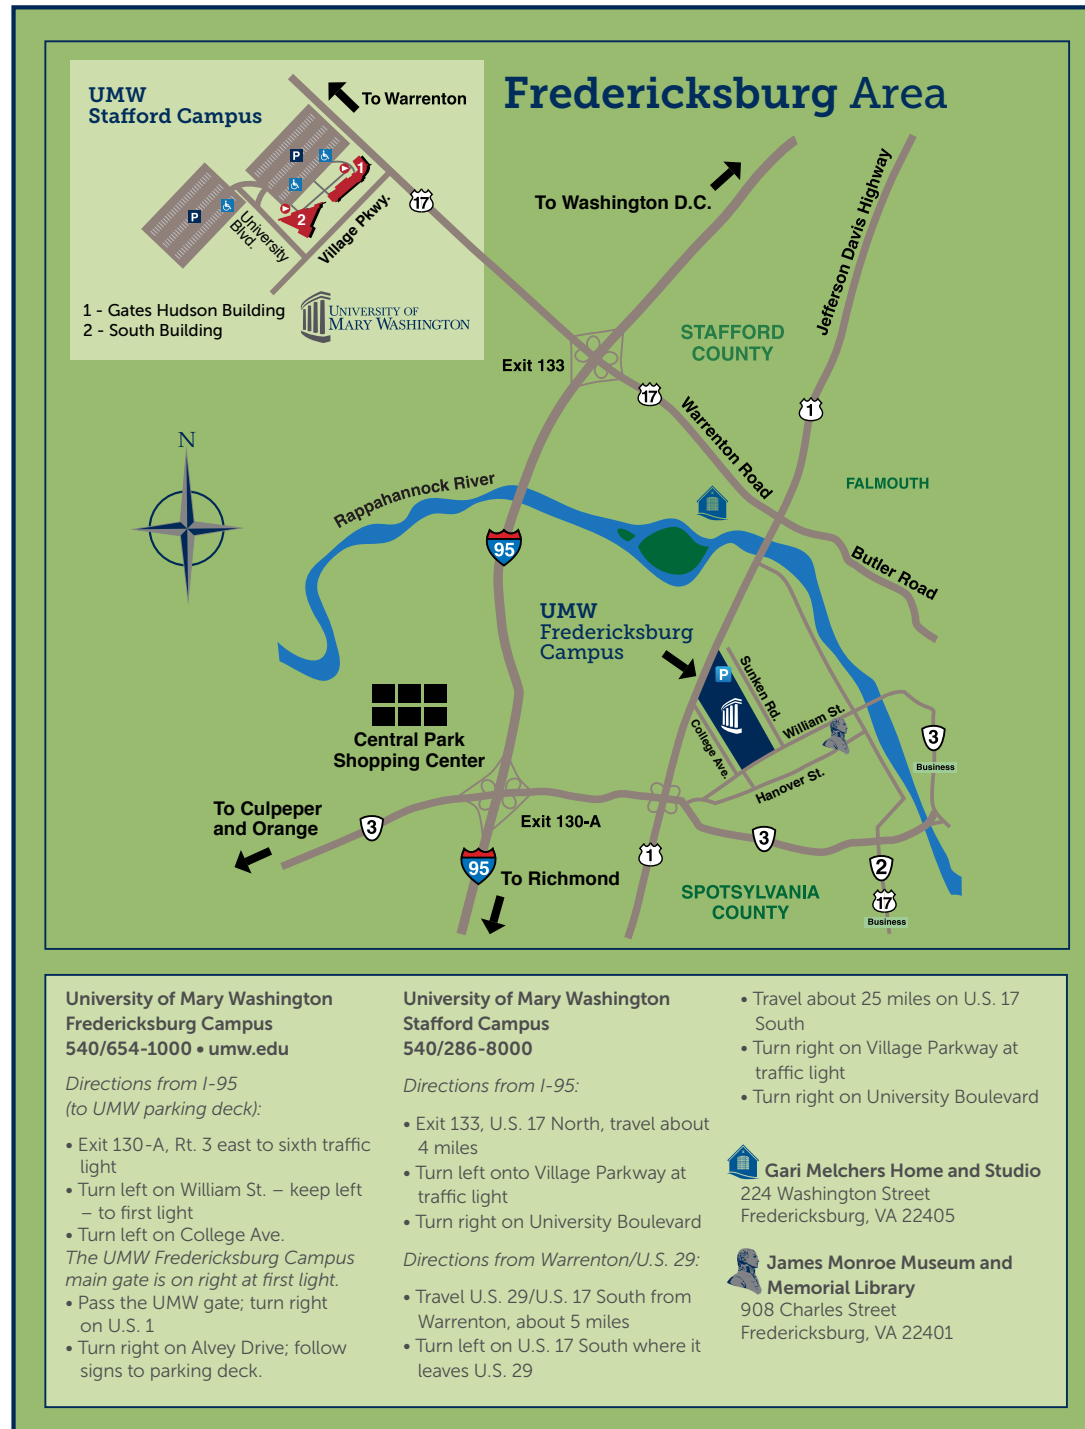 Fredericksburg Area
UMW
Stafford Campus
To Warrenton
P
P
1
2
University
Blvd.
Village Pkwy.
17
1 - Gates Hudson Building
2 - South Building
UNIVERSITY OF
MARY WASHINGTON
To Washington D.C.
Jefferson Davis Highway
STAFFORD
COUNTY
Exit 133
17
Warrenton Road
1
FALMOUTH
N
Rappahannock River
95
Butler Road
UMW
Fredericksburg
Campus
P
Sunken Rd.
College Ave.
William St.
Hanover St.
3
Business
Central Park
Shopping Center
To Culpeper
and Orange
3
Exit 130-A
95
To Richmond
1
3
SPOTSYLVANIA
COUNTY
2
17
Business
University of Mary Washington
Fredericksburg Campus
540/654-1000 • umw.edu
Directions from I-95
(to UMW parking deck):
• Exit 130-A, Rt. 3 east to sixth traffic
light
• Turn left on William St. – keep left
– to first light
• Turn left on College Ave.
The UMW Fredericksburg Campus
main gate is on right at first light.
• Pass the UMW gate; turn right
on U.S. 1
• Turn right on Alvey Drive; follow
signs to parking deck.
University of Mary Washington
Stafford Campus
540/286-8000
Directions from I-95:
• Exit 133, U.S. 17 North, travel about
4 miles
• Turn left onto Village Parkway at
traffic light
• Turn right on University Boulevard
Directions from Warrenton/U.S. 29:
• Travel U.S. 29/U.S. 17 South from
Warrenton, about 5 miles
• Turn left on U.S. 17 South where it
leaves U.S. 29
• Travel about 25 miles on U.S. 17
South
• Turn right on Village Parkway at
traffic light
• Turn right on University Boulevard
Gari Melchers Home and Studio
224 Washington Street
Fredericksburg, VA 22405
James Monroe Museum and
Memorial Library
908 Charles Street
Fredericksburg, VA 22401